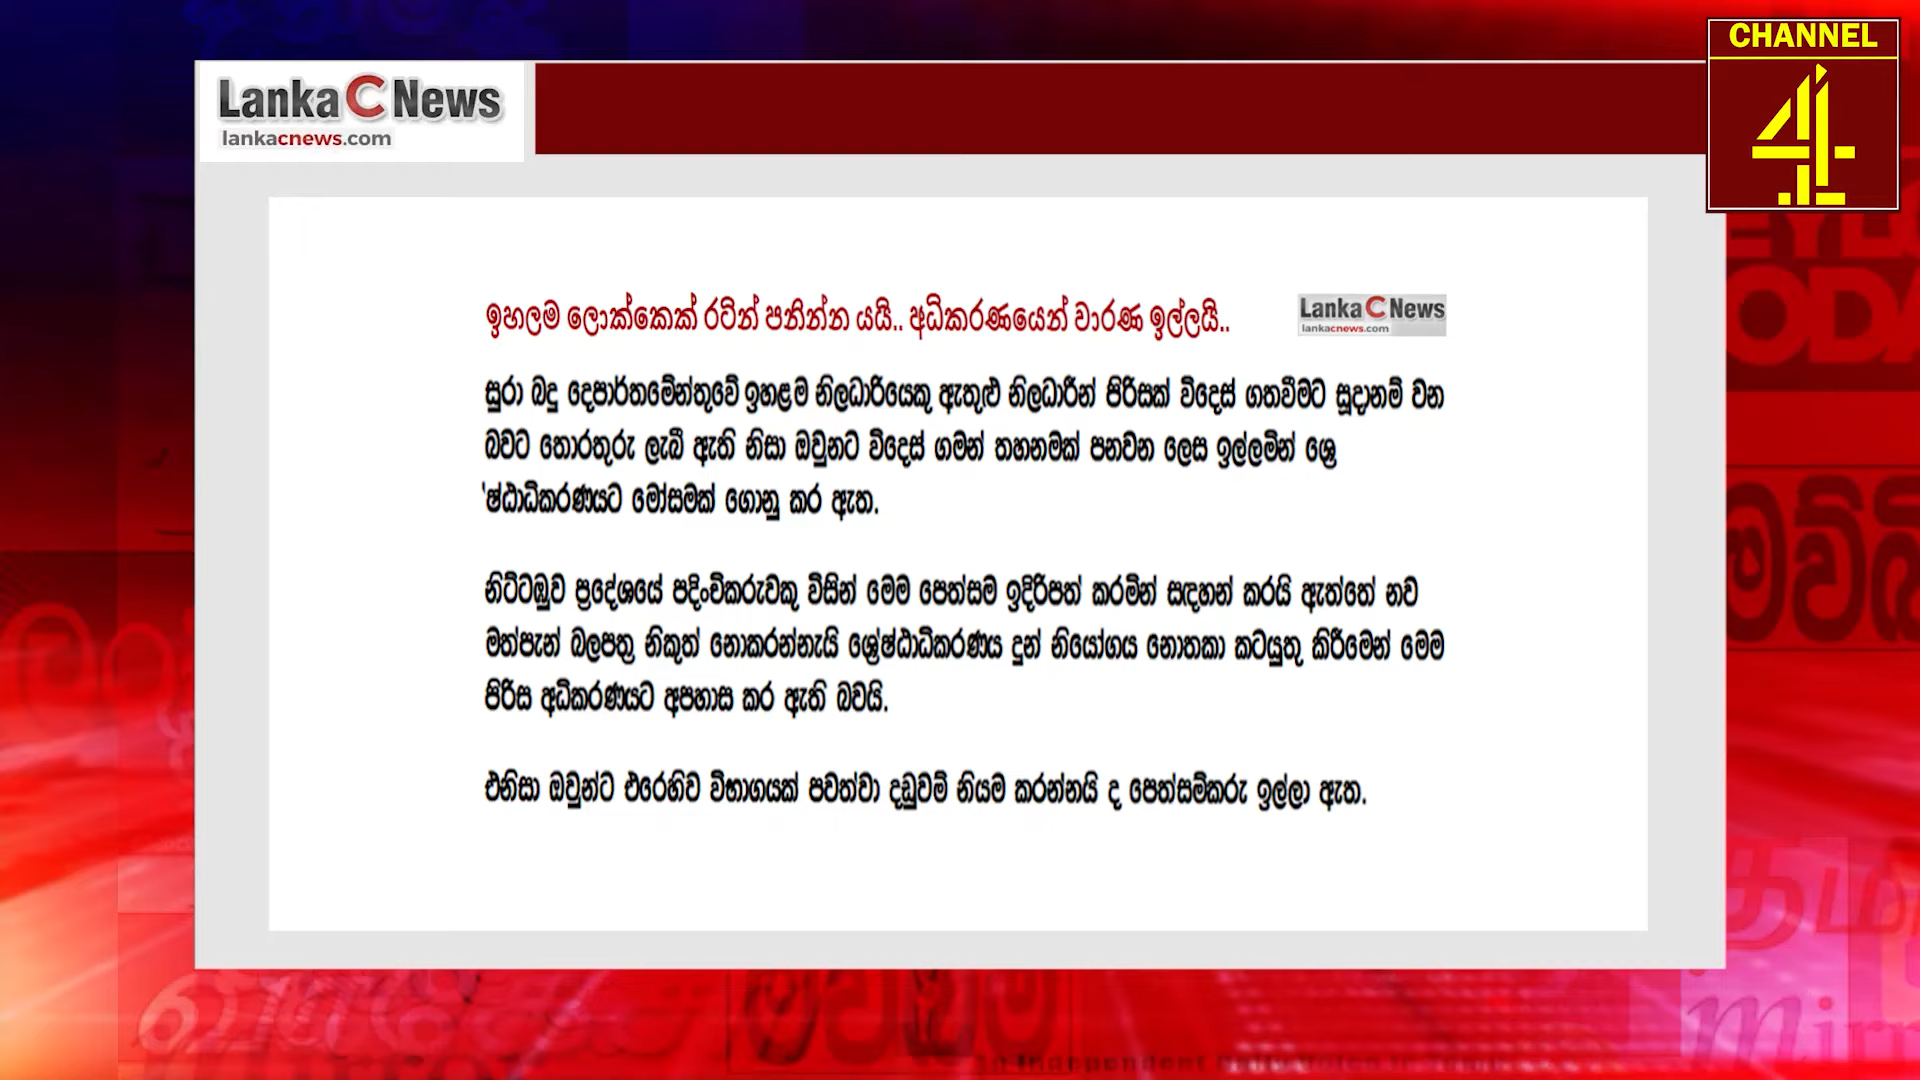 CHANNEL
4
Lanka C News
lankacnews.com
ඉහලම ලොක්කෙක් රටින් පනින්න යයි.. අධිකරණයෙන් වාරණ ඉල්ලයි..
Lanka C News
lankacnews.com
සුරා බදු දෙපාර්තමේන්තුවේ ඉහළම නිලධාරියෙකු ඇතුළු නිලධාරීන් පිරිසක් විදෙස් ගතවීමට සූදානම් වන
බවට තොරතුරු ලැබී ඇති නිසා ඔවුනට විදෙස් ගමන් තහනමක් පනවන ලෙස ඉල්ලමින් ශ්‍රෙ
්ෂ්ඨාධිකරණයට මෝසමක් ගොනු කර ඇත.
නිට්ටඹුව ප්‍රදේශයේ පදිංචිකරුවකු විසින් මෙම පෙත්සම ඉදිරිපත් කරමින් සඳහන් කරයි ඇත්තේ නව
මත්පැන් බලපත්‍ර නිකුත් නොකරන්නැයි ශ්‍රේෂ්ඨාධිකරණය දුන් නියෝගය නොතකා කටයුතු කිරීමෙන් මෙම
පිරිස අධිකරණයට අපහාස කර ඇති බවයි.
එනිසා ඔවුන්ට එරෙහිව විභාගයක් පවත්වා දඩුවම් නියම කරන්නයි ද පෙත්සම්කරු ඉල්ලා ඇත.